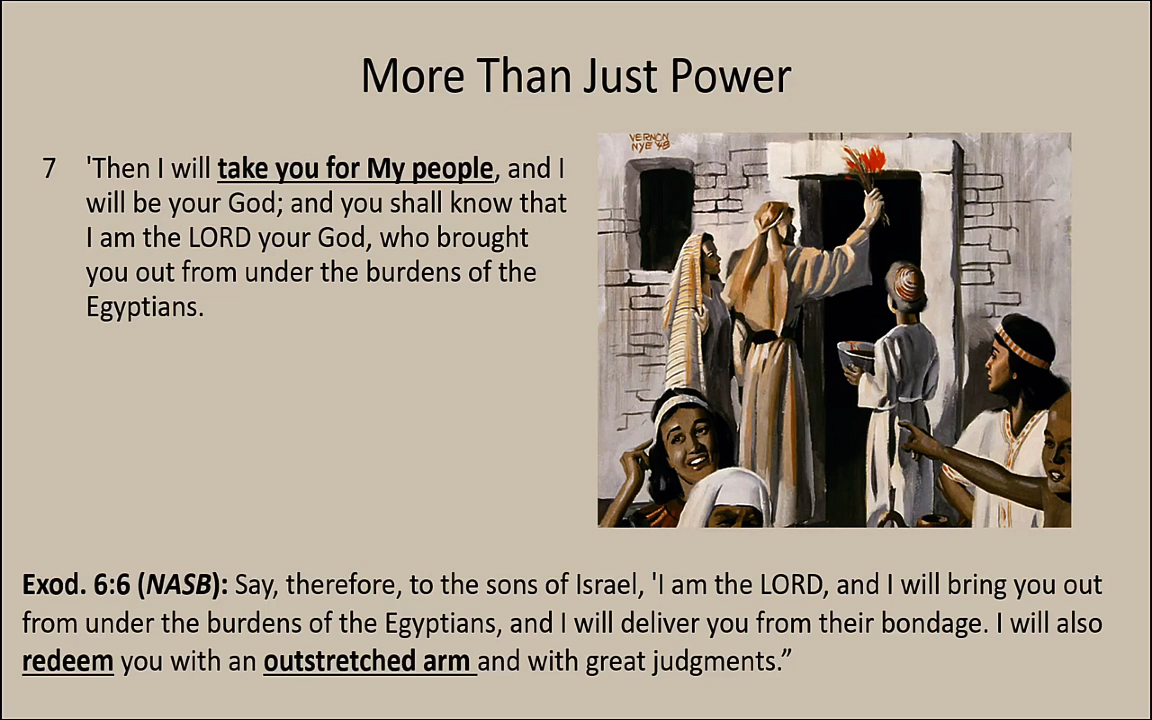 More Than Just Power
7 'Then I will take you for My people, and I
will be your God; and you shall know that
I am the LORD your God, who brought
you out from under the burdens of the
Egyptians.
VERNON
NYE '48
Exod. 6:6 (NASB): Say, therefore, to the sons of Israel, 'I am the LORD, and I will bring you out
from under the burdens of the Egyptians, and I will deliver you from their bondage. I will also
redeem you with an outstretched arm and with great judgments.”